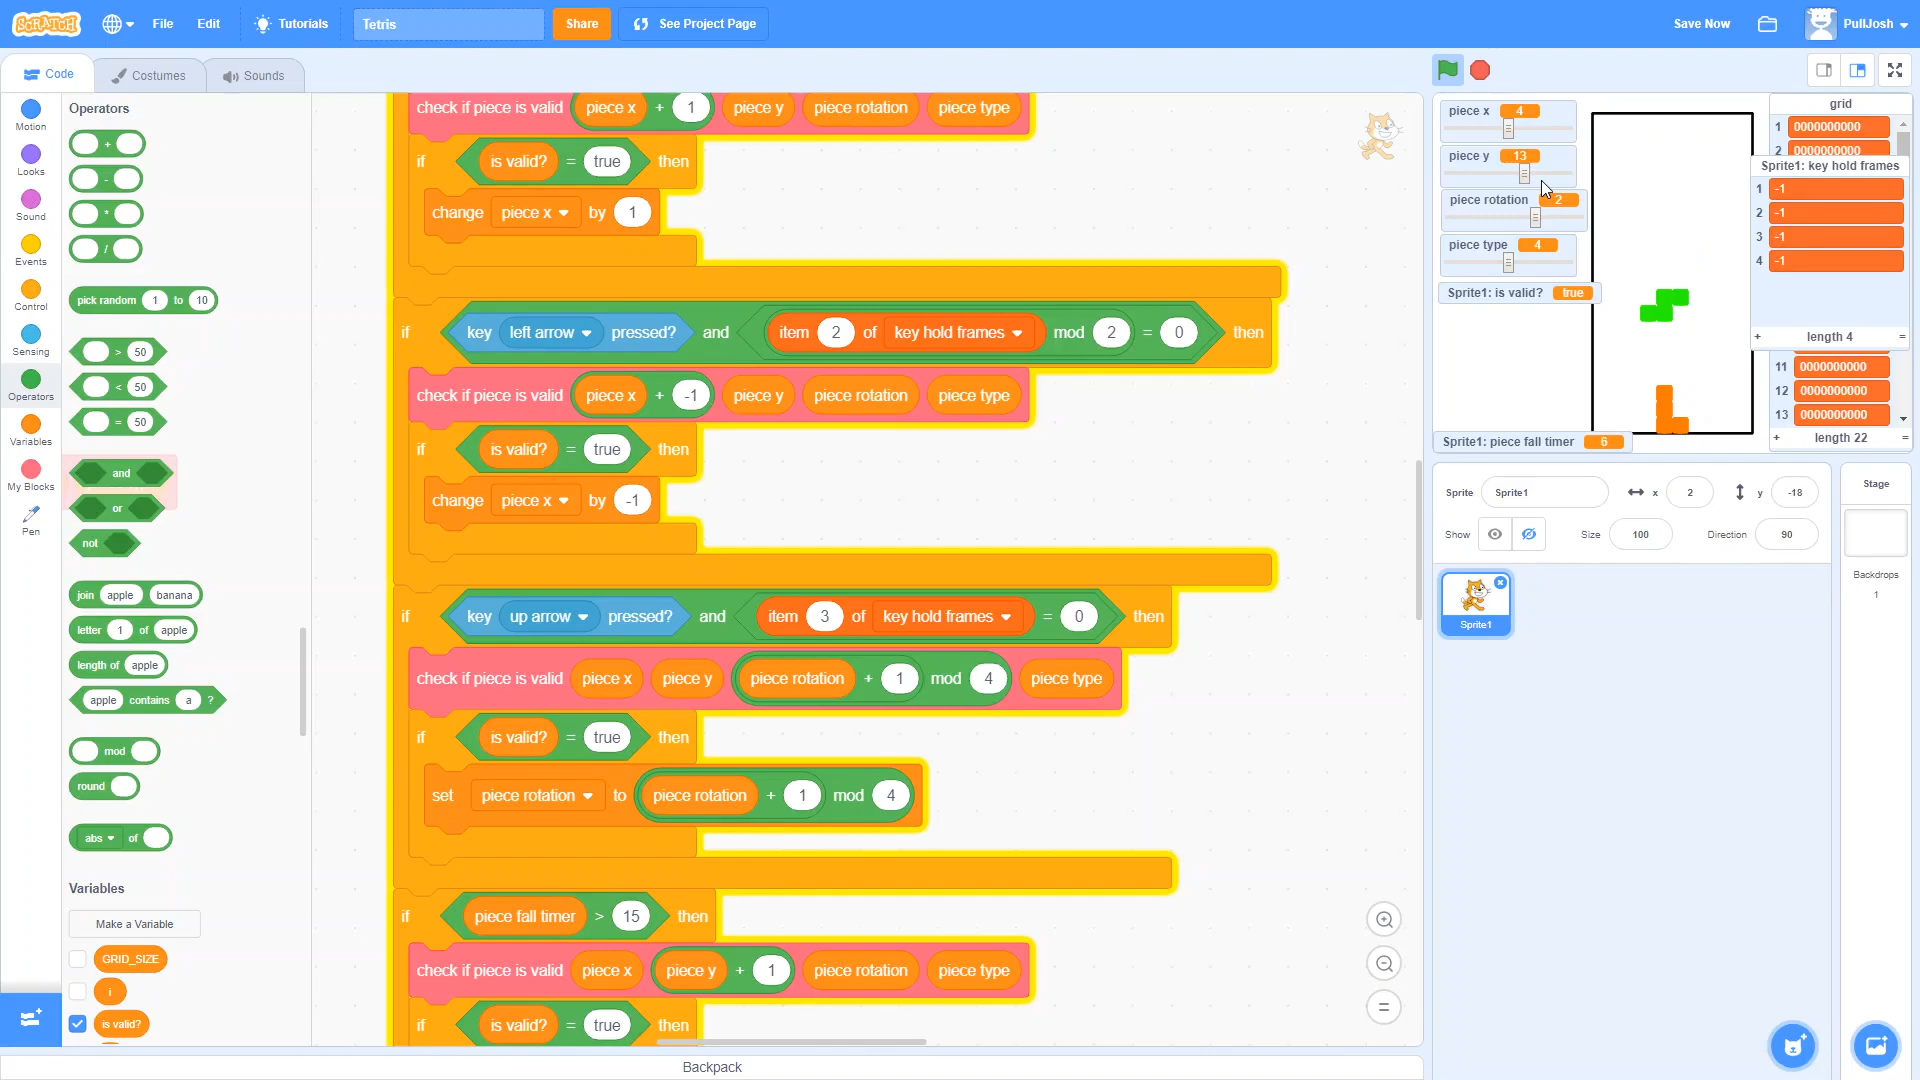 SCRATCH
File
Edit
Tutorials
Tetris
Share
See Project Page
Save Now
PullJosh
Code
Costumes
Sounds
Motion
Looks
Sound
Events
Control
Sensing
Operators
Variables
My Blocks
Pen
Operators
+
-
*
/
pick random 1 to 10
> 50
< 50
= 50
and
or
not
join apple banana
letter 1 of apple
length of apple
apple contains a ?
mod
round
abs of
Variables
Make a Variable
GRID_SIZE
i
is valid?
check if piece is valid piece x + 1 piece y piece rotation piece type
if is valid? = true then
change piece x by 1
if key left arrow pressed? and item 2 of key hold frames mod 2 = 0 then
check if piece is valid piece x + -1 piece y piece rotation piece type
if is valid? = true then
change piece x by -1
if key up arrow pressed? and item 3 of key hold frames = 0 then
check if piece is valid piece x piece y piece rotation + 1 mod 4 piece type
if is valid? = true then
set piece rotation to piece rotation + 1 mod 4
if piece fall timer > 15 then
check if piece is valid piece x piece y + 1 piece rotation piece type
if is valid? = true then
Backpack
piece x 4
piece y 13
piece rotation 2
piece type 4
Sprite1: is valid? true
Sprite1: piece fall timer 6
grid
1 0000000000
2 0000000000
Sprite1: key hold frames
1 -1
2 -1
3 -1
4 -1
+ length 4 =
11 0000000000
12 0000000000
13 0000000000
+ length 22 =
Sprite Sprite1 x 2 y -18
Show Size 100 Direction 90
Sprite1
Stage
Backdrops
1